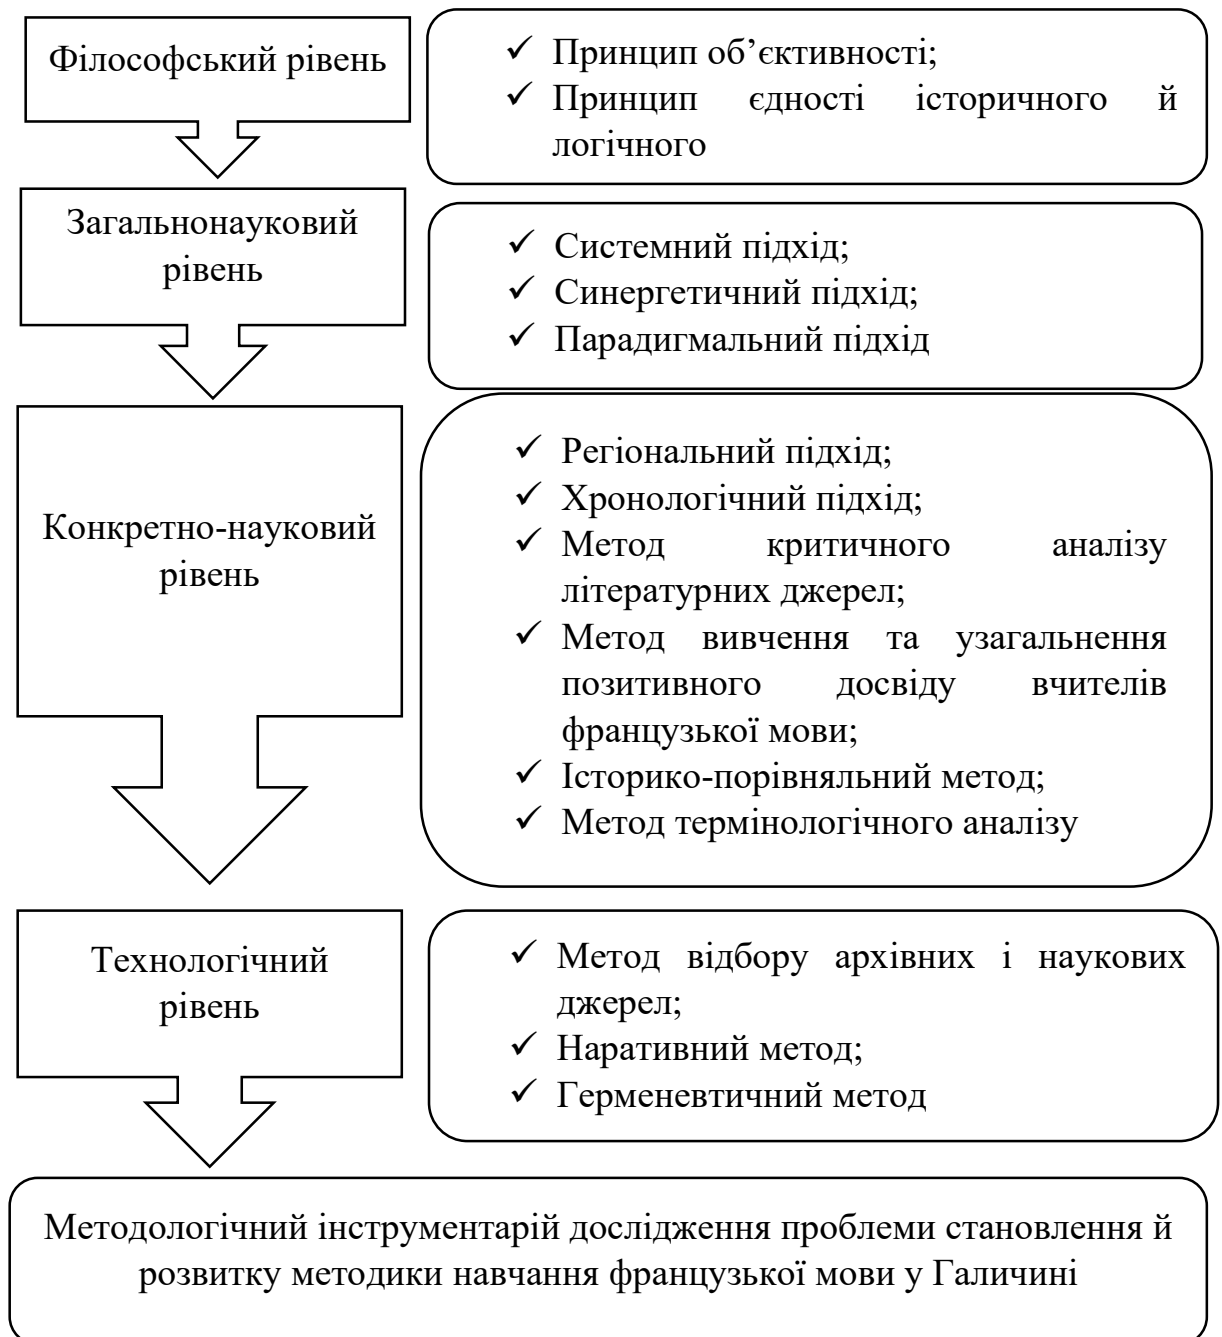 Філософський рівень
Принцип об’єктивності;
Принцип єдності історичного й
логічного
Загальнонауковий
рівень
Системний підхід;
Синергетичний підхід;
Парадигмальний підхід
Конкретно-науковий
рівень
Регіональний підхід;
Хронологічний підхід;
Метод критичного аналізу
літературних джерел;
Метод вивчення та узагальнення
позитивного досвіду вчителів
французької мови;
Історико-порівняльний метод;
Метод термінологічного аналізу
Технологічний
рівень
Метод відбору архівних і наукових
джерел;
Наративний метод;
Герменевтичний метод
Методологічний інструментарій дослідження проблеми становлення й
розвитку методики навчання французької мови у Галичині